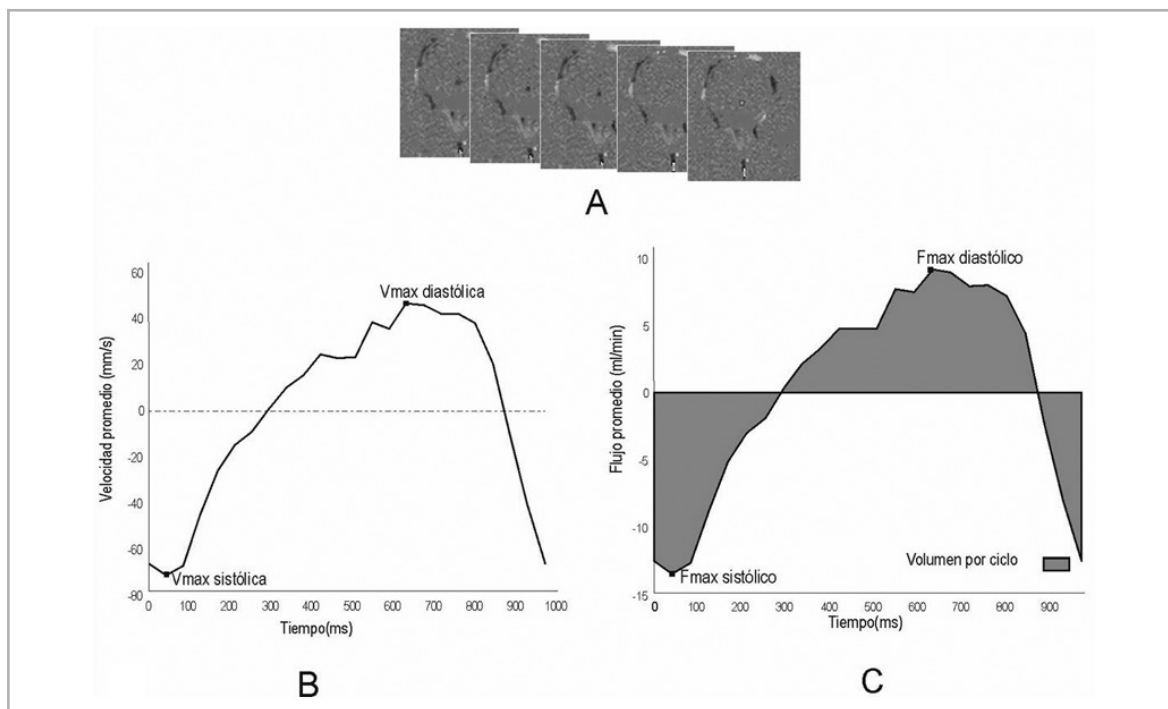 A
60
40
20
0
-20
-40
-60
-80
Velocidad promedio (mm/s)
Vmax diastólica
Vmax sistólica
0 100 200 300 400 500 600 700 800 900 1000
Tiempo(ms)
B
10
5
0
-5
-10
-15
Flujo promedio (ml/min)
Fmax diastólico
Fmax sistólico
Volumen por ciclo
0 100 200 300 400 500 600 700 800 900
Tiempo(ms)
C